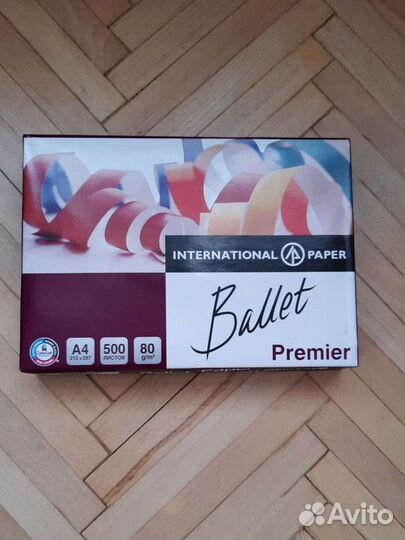 INTERNATIONAL PAPER
Ballet
Premier
A4
210 x 297
500
ЛИСТОВ
80
g/m²
Avito